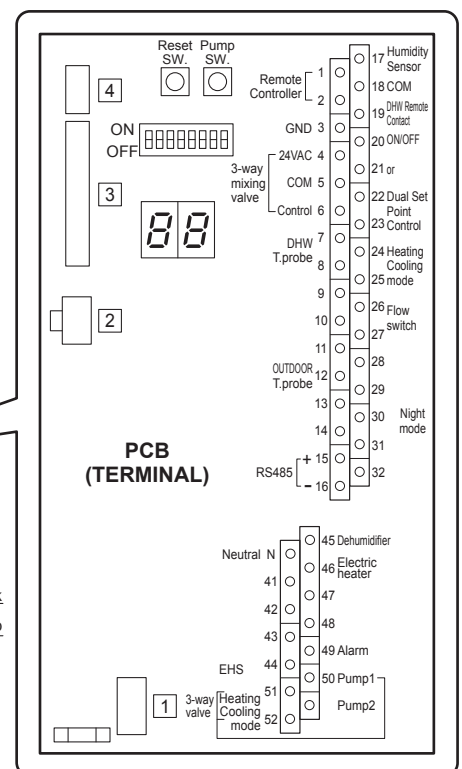 Reset Pump
SW. SW.
4
ON
OFF
3
88
2
PCB
(TERMINAL)
1
Remote
Controller
1
2
GND 3
3-way
mixing
valve
24VAC 4
COM 5
Control 6
DHW
T.probe
7
8
9
10
11
OUTDOOR
T.probe
12
13
14
RS485
+ 15
- 16
17 Humidity
Sensor
18 COM
19 DHW Remote
Contact
20 ON/OFF
21 or
22 Dual Set
Point
23 Control
24 Heating
Cooling
25 mode
26 Flow
switch
27
28
29
30 Night
mode
31
32
Neutral N
41
42
43
EHS 44
3-way
valve
Heating 51
Cooling
mode 52
45 Dehumidifier
46 Electric
heater
47
48
49 Alarm
50 Pump1
Pump2